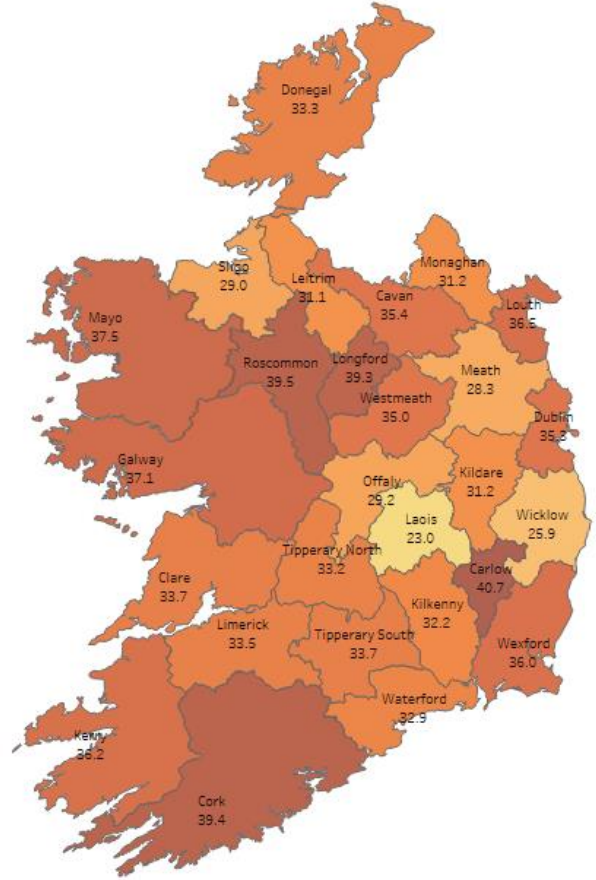 Donegal
33.3
Sligo
29.0
Leitrim
31.1
Monaghan
31.2
Cavan
35.4
Louth
36.5
Mayo
37.5
Roscommon
39.5
Longford
39.3
Meath
28.3
Westmeath
35.0
Dublin
35.3
Galway
37.1
Offaly
29.2
Kildare
31.2
Laois
23.0
Wicklow
25.9
Tipperary North
33.2
Clare
33.7
Carlow
40.7
Kilkenny
32.2
Limerick
33.5
Tipperary South
33.7
Wexford
36.0
Waterford
32.9
Kerry
36.2
Cork
39.4